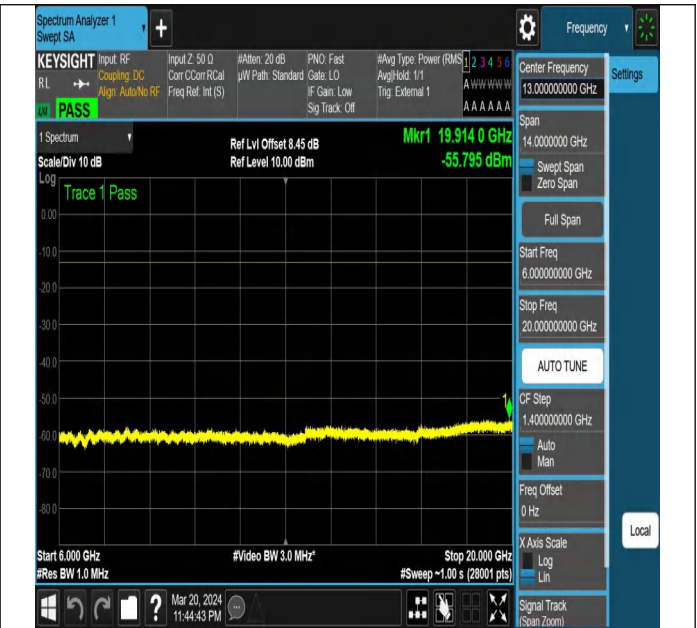 Spectrum Analyzer 1
Swept SA
+
Frequency
KEYSIGHT
RL
PASS
Input: RF
Coupling: DC
Align: Auto/No RF
Input Z: 50 Ω
Corr CCorr RCal
Freq Ref: Int (S)
#Atten: 20 dB
µW Path: Standard
PNO: Fast
Gate: LO
IF Gain: Low
Sig Track: Off
#Avg Type: Power (RMS
Avg|Hold: 1/1
Trig: External 1
1 2 3 4 5 6
A W W W W W
A A A A A A
1 Spectrum
Scale/Div 10 dB
Ref Lvl Offset 8.45 dB
Ref Level 10.00 dBm
Mkr1 19.914 0 GHz
-55.795 dBm
Log
Trace 1 Pass
0.00
-10.0
-20.0
-30.0
-40.0
-50.0
-60.0
-70.0
-80.0
1
Start 6.000 GHz
#Res BW 1.0 MHz
#Video BW 3.0 MHz*
Stop 20.000 GHz
#Sweep ~1.00 s (28001 pts)
?
Mar 20, 2024
11:44:43 PM
Center Frequency
13.000000000 GHz
Settings
Span
14.0000000 GHz
Swept Span
Zero Span
Full Span
Start Freq
6.000000000 GHz
Stop Freq
20.000000000 GHz
AUTO TUNE
CF Step
1.400000000 GHz
Auto
Man
Freq Offset
0 Hz
X Axis Scale
Log
Lin
Local
Signal Track
(Span Zoom)